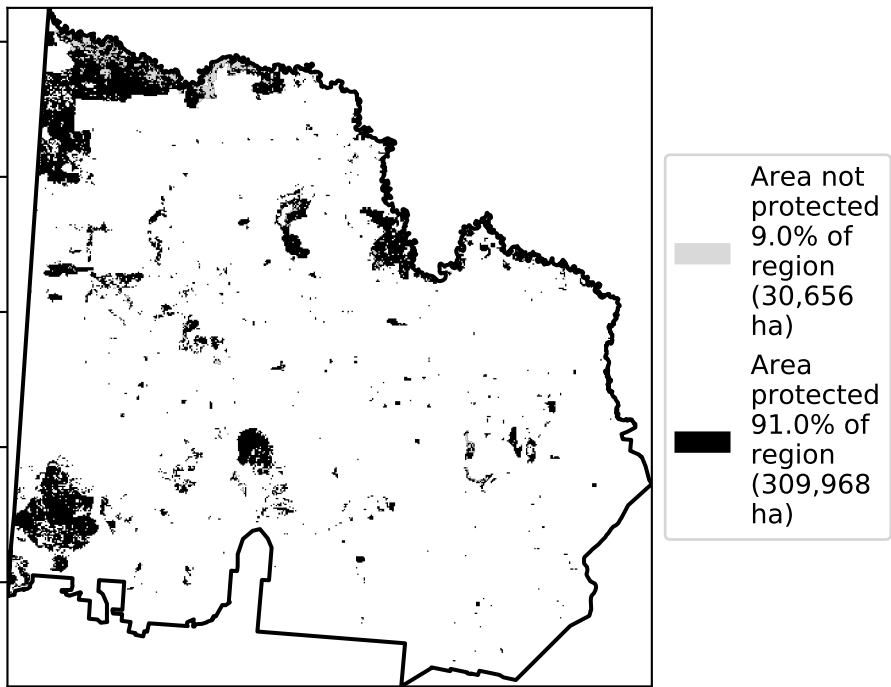 Area not
protected
9.0% of
region
(30,656
ha)
Area
protected
91.0% of
region
(309,968
ha)